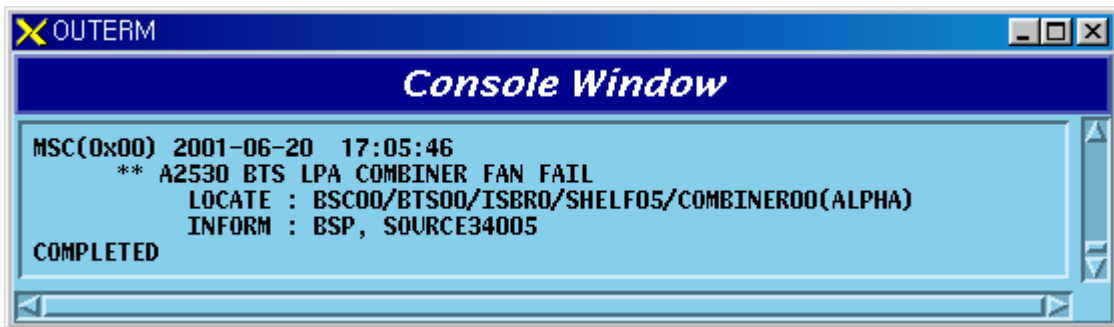 OUTERM
Console Window
MSC(0x00) 2001-06-20 17:05:46
** A2530 BTS LPA COMBINER FAN FAIL
LOCATE : BSC00/BTS00/ISBR0/SHELF05/COMBINER00(ALPHA)
INFORM : BSP, SOURCE34005
COMPLETED